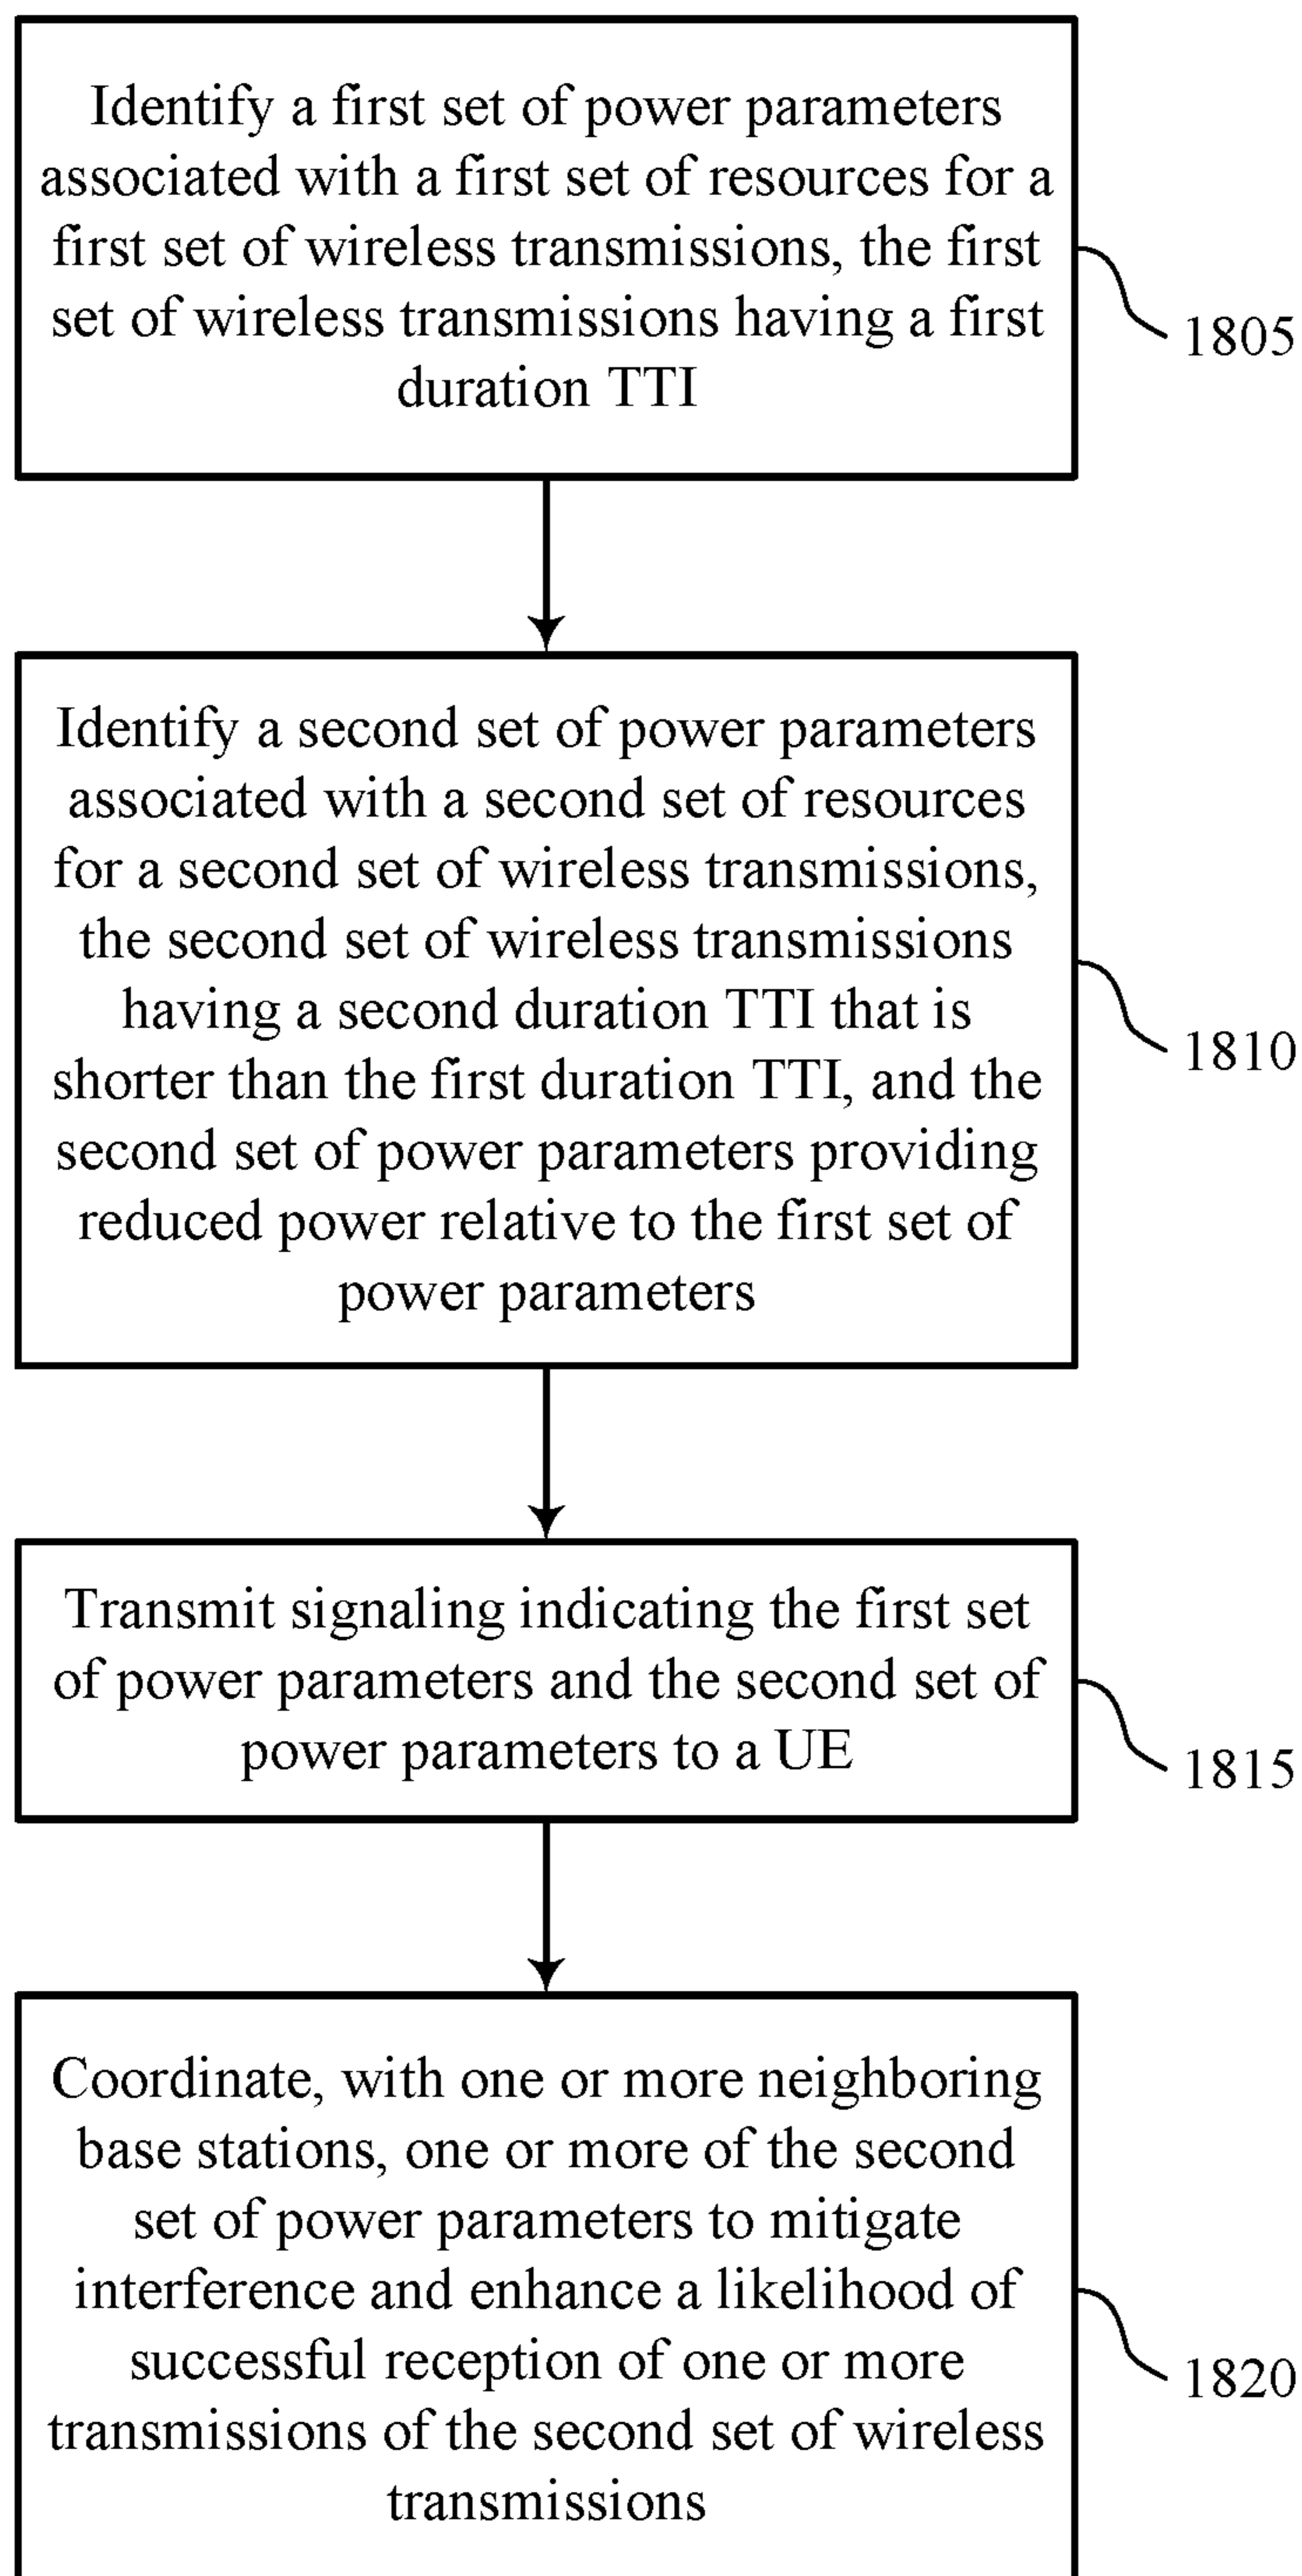 Identify a first set of power parameters
associated with a first set of resources for a
first set of wireless transmissions, the first
set of wireless transmissions having a first
duration TTI
1805
Identify a second set of power parameters
associated with a second set of resources
for a second set of wireless transmissions,
the second set of wireless transmissions
having a second duration TTI that is
shorter than the first duration TTI, and the
second set of power parameters providing
reduced power relative to the first set of
power parameters
1810
Transmit signaling indicating the first set
of power parameters and the second set of
power parameters to a UE
1815
Coordinate, with one or more neighboring
base stations, one or more of the second
set of power parameters to mitigate
interference and enhance a likelihood of
successful reception of one or more
transmissions of the second set of wireless
transmissions
1820